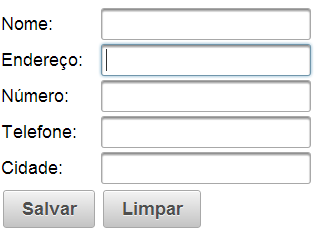 Nome:
Endereço:
Número:
Telefone:
Cidade:
Salvar Limpar